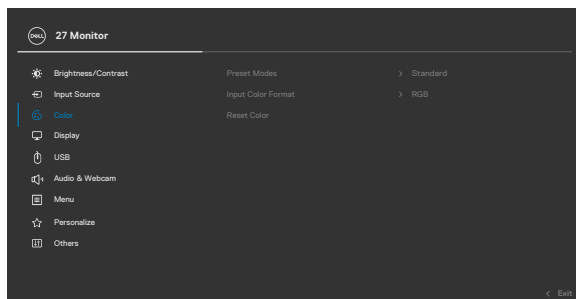 DELL 27 Monitor
Brightness/Contrast Preset Modes > Standard
Input Source Input Color Format > RGB
Color Reset Color
Display
USB
Audio & Webcam
Menu
Personalize
Others
< Exit